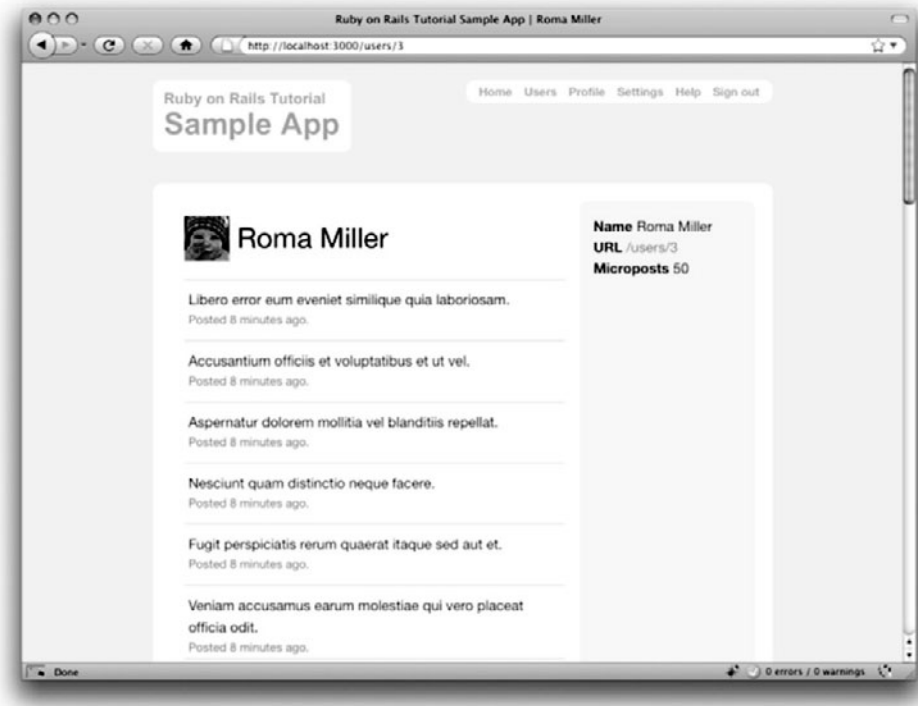 Ruby on Rails Tutorial Sample App | Roma Miller
http://localhost:3000/users/3
Ruby on Rails Tutorial
Sample App
Home Users Profile Settings Help Sign out
Roma Miller
Libero error eum eveniet similique quia laboriosam.
Posted 8 minutes ago.
Accusantium officiis et voluptatibus et ut vel.
Posted 8 minutes ago.
Aspernatur dolorem mollitia vel blanditiis repellat.
Posted 8 minutes ago.
Nesciunt quam distinctio neque facere.
Posted 8 minutes ago.
Fugit perspiciatis rerum quaerat itaque sed aut et.
Posted 8 minutes ago.
Veniam accusamus earum molestiae qui vero placeat
officia odit.
Posted 8 minutes ago.
Name Roma Miller
URL /users/3
Microposts 50
Done
0 errors / 0 warnings